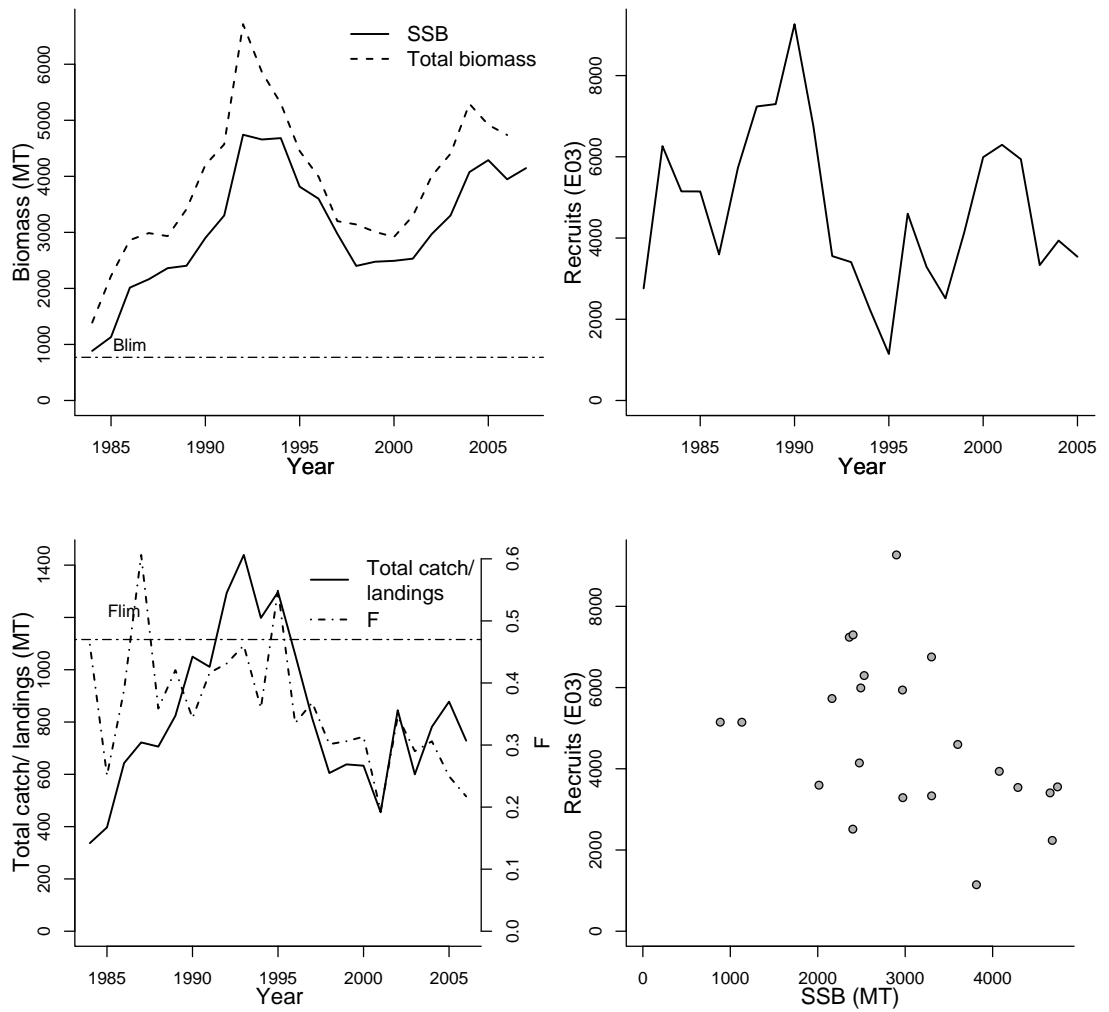 SSB
Total biomass
Biomass (MT)
6000
5000
4000
3000
2000
1000
0
Blim
1985 1990 1995 2000 2005
Year
Recruits (E03)
8000
6000
4000
2000
0
1985 1990 1995 2000 2005
Year
Total catch/
landings
F
Flim
Total catch/ landings (MT)
1400
1000
800
600
400
200
0
0.6
0.5
0.4
0.3
0.2
0.1
0.0
F
1985 1990 1995 2000 2005
Year
Recruits (E03)
8000
6000
4000
2000
0
0 1000 2000 3000 4000
SSB (MT)